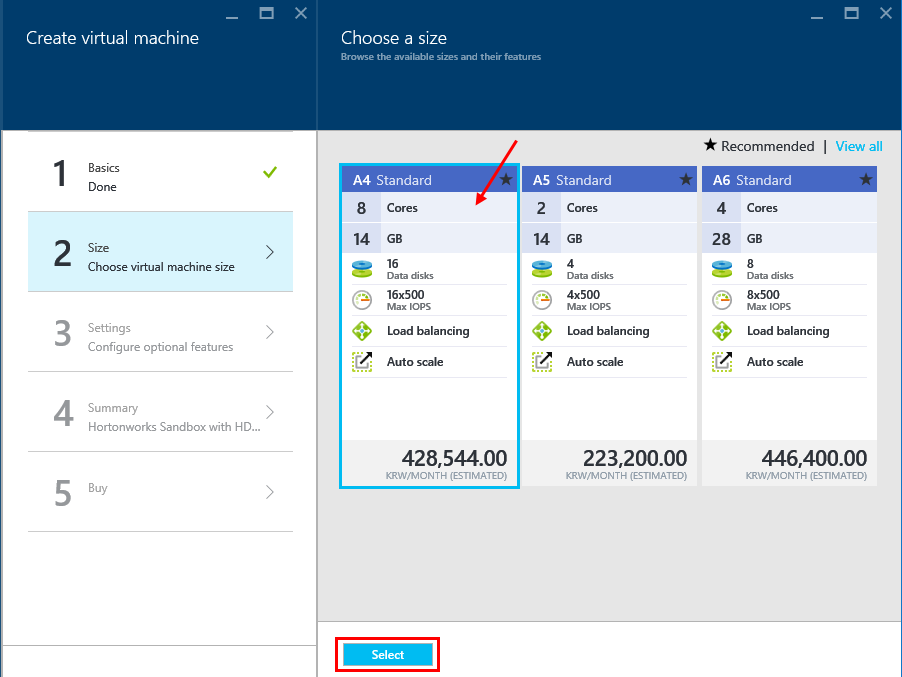 Create virtual machine
1
Basics
Done
2
Size
Choose virtual machine size
3
Settings
Configure optional features
4
Summary
Hortonworks Sandbox with HD...
5
Buy
Choose a size
Browse the available sizes and their features
Recommended | View all
A4 Standard
8 Cores
14 GB
16
Data disks
16x500
Max IOPS
Load balancing
Auto scale
428,544.00
KRW/MONTH (ESTIMATED)
A5 Standard
2 Cores
14 GB
4
Data disks
4x500
Max IOPS
Load balancing
Auto scale
223,200.00
KRW/MONTH (ESTIMATED)
A6 Standard
4 Cores
28 GB
8
Data disks
8x500
Max IOPS
Load balancing
Auto scale
446,400.00
KRW/MONTH (ESTIMATED)
Select